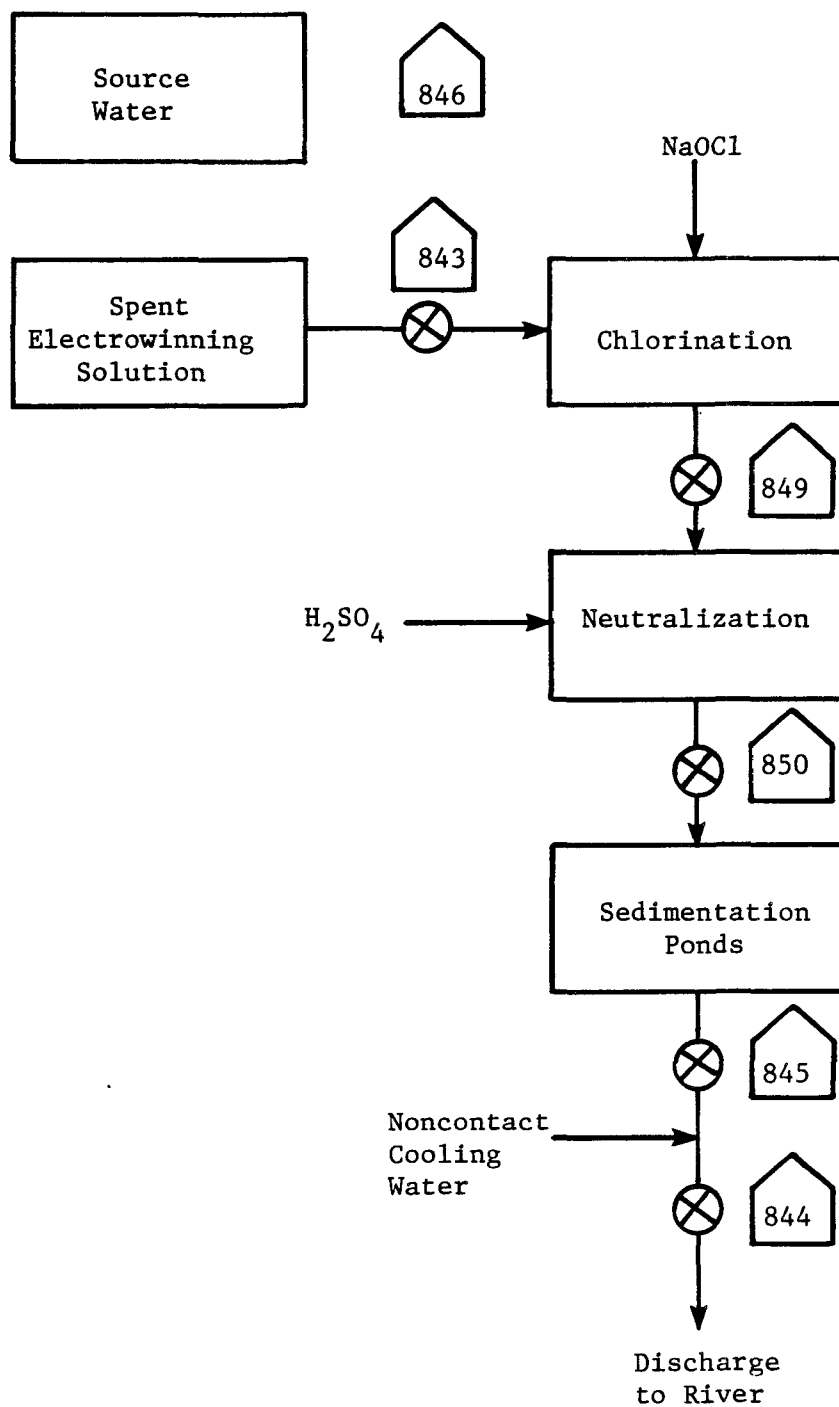 Source
Water
846
NaOCl
843
Spent
Electrowinning
Solution
Chlorination
849
H₂SO₄
Neutralization
850
Sedimentation
Ponds
845
Noncontact
Cooling
Water
844
Discharge
to River